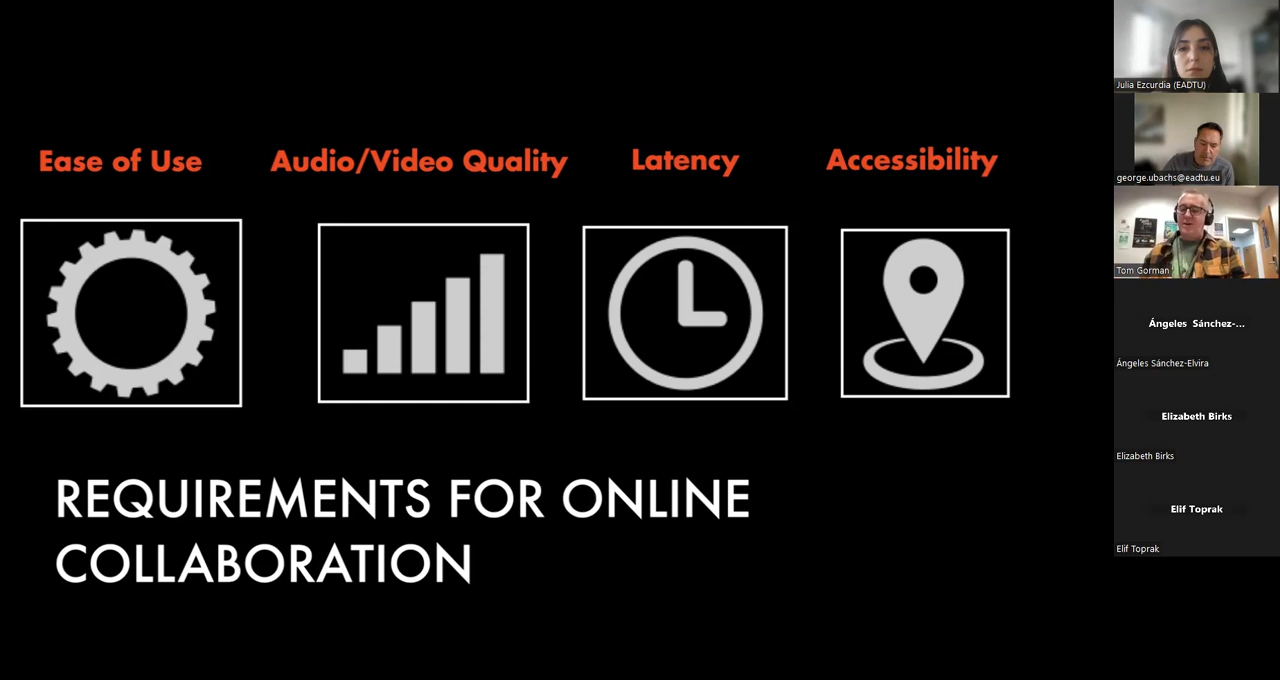 Ease of Use
Audio/Video Quality
Latency
Accessibility
REQUIREMENTS FOR ONLINE
COLLABORATION
Julia Ezcurdia (EADTU)
george.ubachs@eadtu.eu
Tom Gorman
Ángeles Sánchez-...
Ángeles Sánchez-Elvira
Elizabeth Birks
Elizabeth Birks
Elif Toprak
Elif Toprak